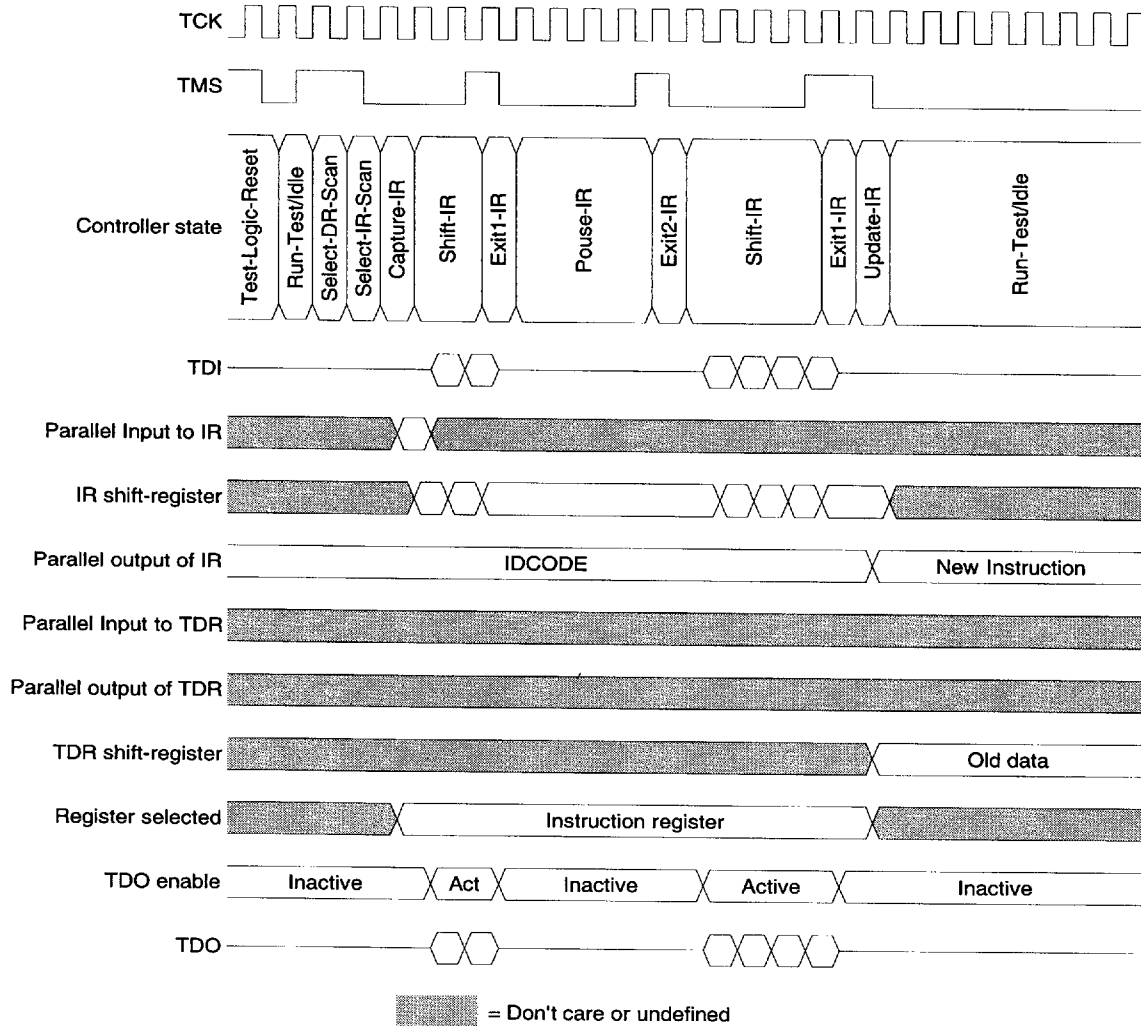 TCK
TMS
Controller state
Test-Logic-Reset
Run-Test/Idle
Select-DR-Scan
Select-IR-Scan
Capture-IR
Shift-IR
Exit1-IR
Pouse-IR
Exit2-IR
Shift-IR
Exit1-IR
Update-IR
Run-Test/Idle
TDI
Parallel Input to IR
IR shift-register
Parallel output of IR
IDCODE
New Instruction
Parallel Input to TDR
Parallel output of TDR
TDR shift-register
Old data
Register selected
Instruction register
TDO enable
Inactive
Act
Inactive
Active
Inactive
TDO
= Don't care or undefined